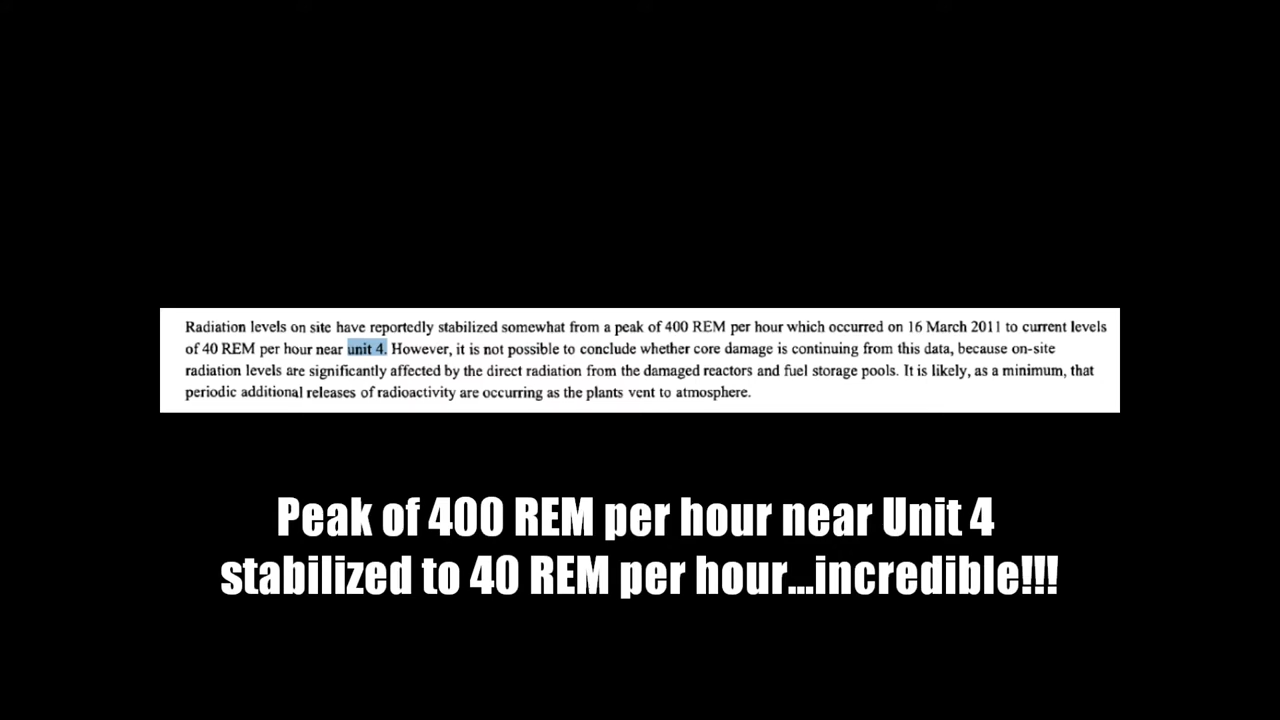 Radiation levels on site have reportedly stabilized somewhat from a peak of 400 REM per hour which occurred on 16 March 2011 to current levels
of 40 REM per hour near unit 4. However, it is not possible to conclude whether core damage is continuing from this data, because on-site
radiation levels are significantly affected by the direct radiation from the damaged reactors and fuel storage pools. It is likely, as a minimum, that
periodic additional releases of radioactivity are occurring as the plants vent to atmosphere.
Peak of 400 REM per hour near Unit 4
stabilized to 40 REM per hour...incredible!!!